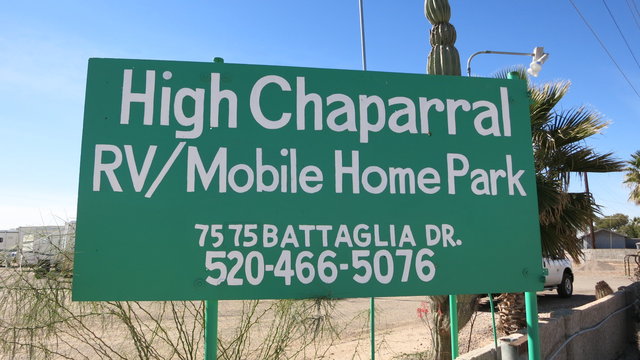 High Chaparral
RV/Mobile Home Park
7575 BATTAGLIA DR.
520-466-5076